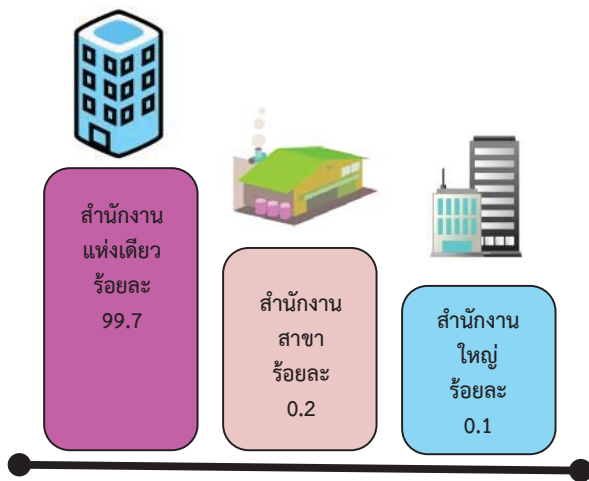 สำนักงาน
แห่งเดียว
ร้อยละ
99.7
สำนักงาน
สาขา
ร้อยละ
0.2
สำนักงาน
ใหญ่
ร้อยละ
0.1